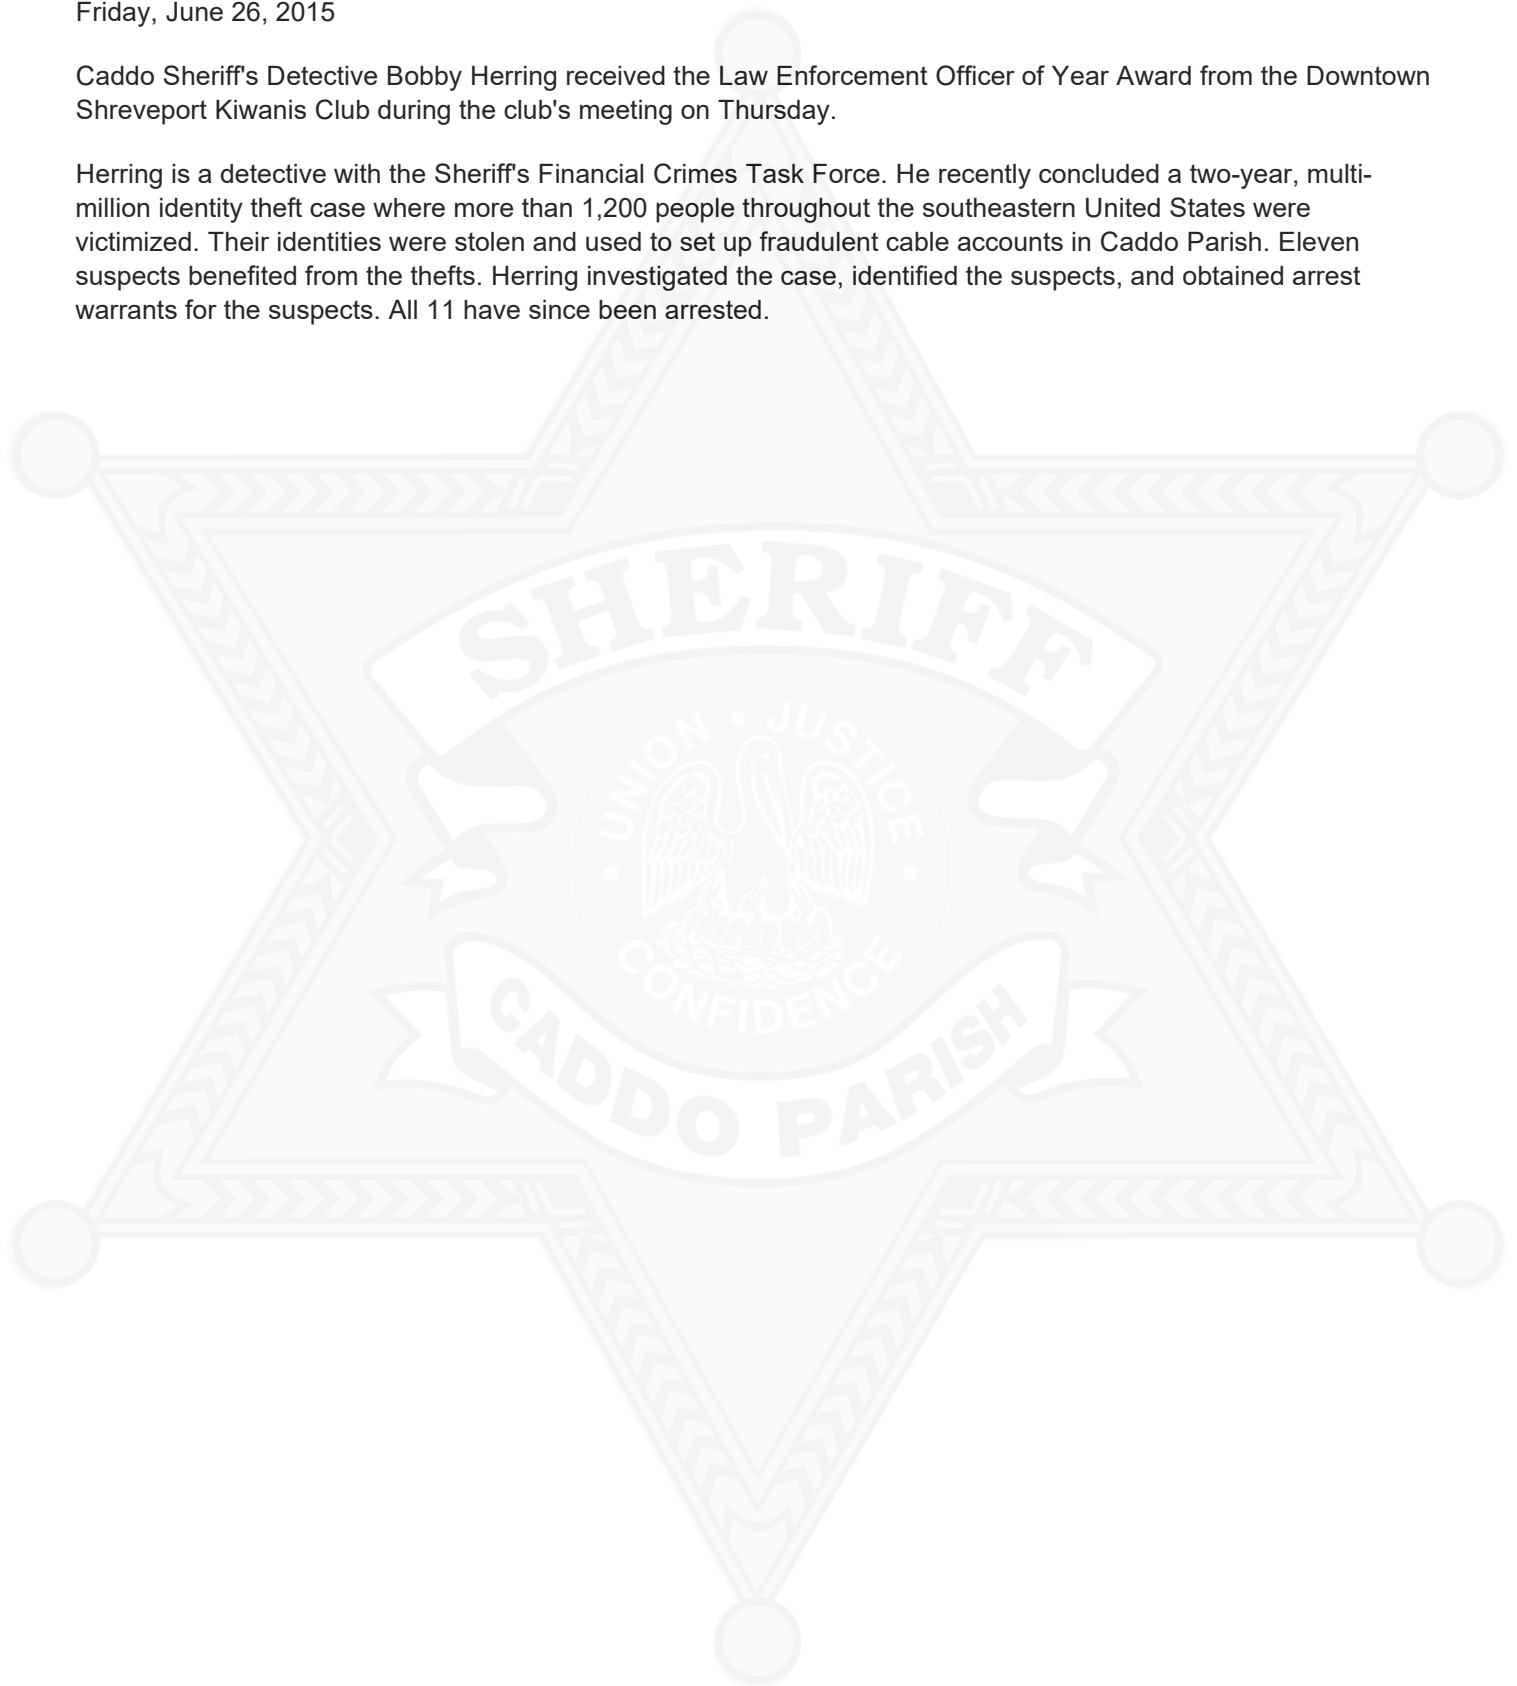 Friday, June 26, 2015
Caddo Sheriff's Detective Bobby Herring received the Law Enforcement Officer of Year Award from the Downtown
Shreveport Kiwanis Club during the club's meeting on Thursday.
Herring is a detective with the Sheriff's Financial Crimes Task Force. He recently concluded a two-year, multi-
million identity theft case where more than 1,200 people throughout the southeastern United States were
victimized. Their identities were stolen and used to set up fraudulent cable accounts in Caddo Parish. Eleven
suspects benefited from the thefts. Herring investigated the case, identified the suspects, and obtained arrest
warrants for the suspects. All 11 have since been arrested.
SHERIFF
UNION • JUSTICE
• CONFIDENCE •
CADDO PARISH